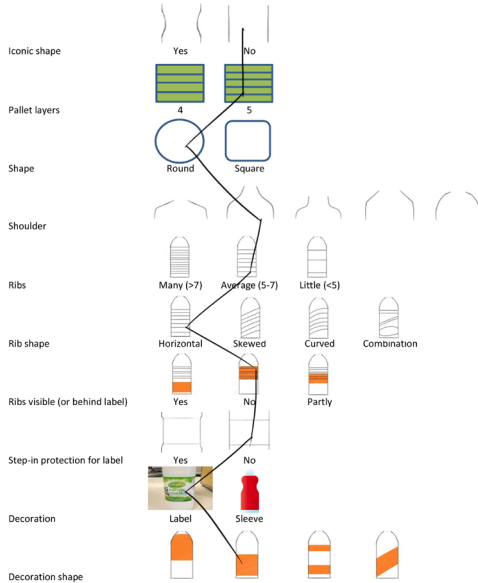 Iconic shape Yes No
Pallet layers 4 5
Shape Round Square
Shoulder
Ribs Many (>7) Average (5-7) Little (<5)
Rib shape Horizontal Skewed Curved Combination
Ribs visible (or behind label) Yes No Partly
Step-in protection for label Yes No
Decoration Label Sleeve
Decoration shape